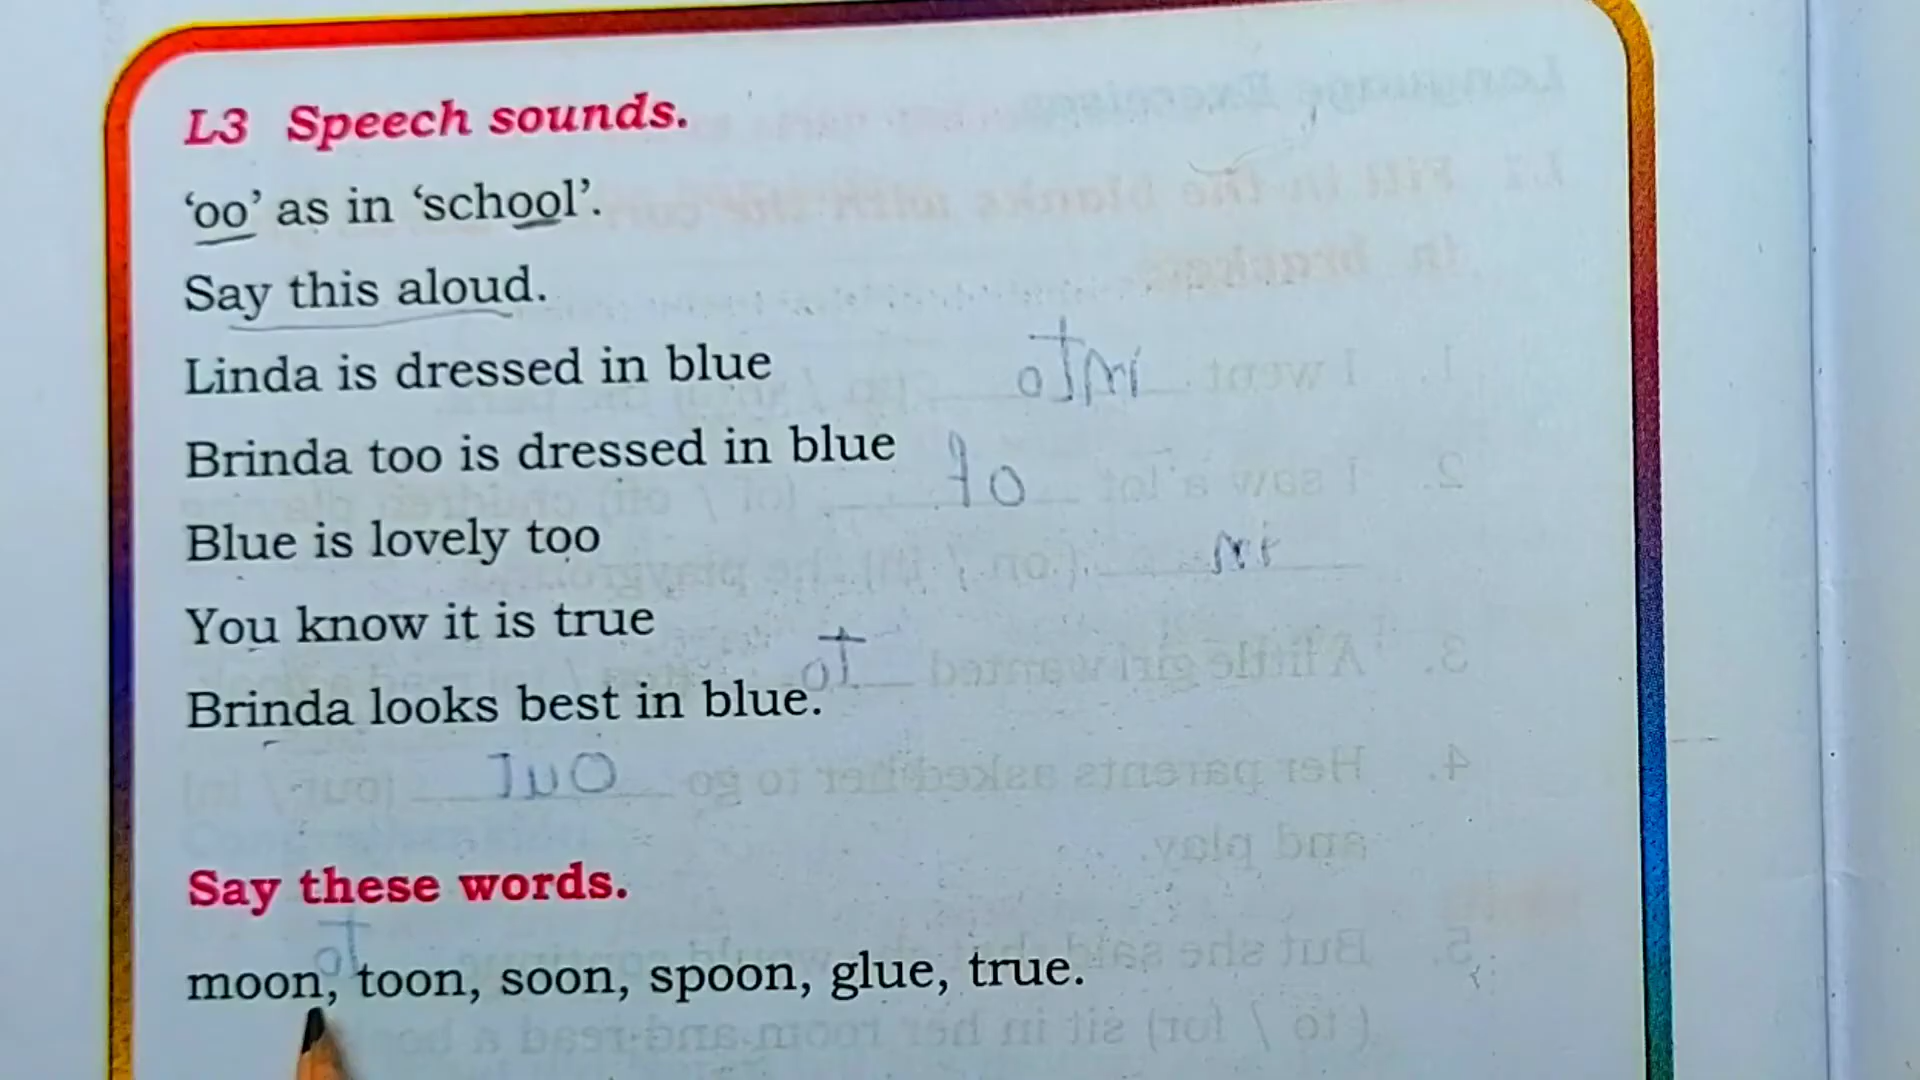 L3 Speech sounds.
‘oo’ as in ‘school’.
Say this aloud.
Linda is dressed in blue
Brinda too is dressed in blue
Blue is lovely too
You know it is true
Brinda looks best in blue.
Say these words.
moon, toon, soon, spoon, glue, true.